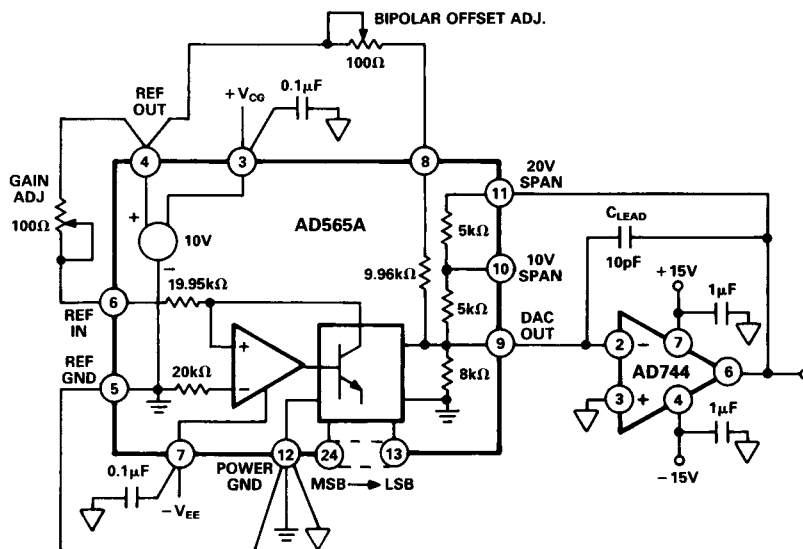 BIPOLAR OFFSET ADJ.
100Ω
REF
OUT
+VCG
0.1µF
4
3
8
11
20V
SPAN
GAIN
ADJ
100Ω
+
10V
−
AD565A
5kΩ
CLEAD
10pF
9.96kΩ
10
10V
SPAN
+15V
1µF
6
REF
IN
19.95kΩ
5kΩ
DAC
OUT
9
+
−
2
−
7
AD744
6
REF
GND
5
20kΩ
8kΩ
3
+
4
1µF
−15V
7
POWER
GND
12
24
13
0.1µF
−VEE
MSB
LSB